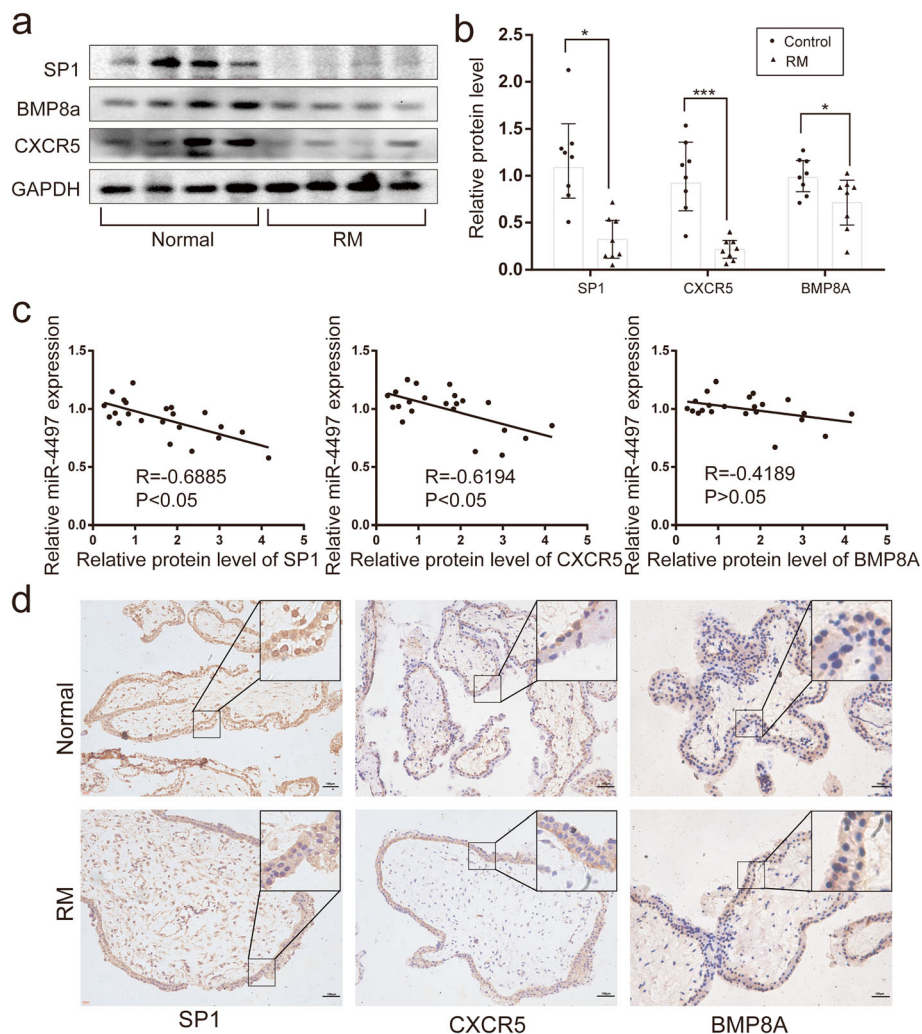 a
SP1
BMP8a
CXCR5
GAPDH
Normal
RM
b
Relative protein level
2.5
2.0
1.5
1.0
0.5
0.0
*
***
*
Control
RM
SP1
CXCR5
BMP8A
c
Relative miR-4497 expression
1.5
1.0
0.5
0.0
R=-0.6885
P<0.05
0 1 2 3 4 5
Relative protein level of SP1
Relative miR-4497 expression
1.5
1.0
0.5
0.0
R=-0.6194
P<0.05
0 1 2 3 4 5
Relative protein level of CXCR5
Relative miR-4497 expression
1.5
1.0
0.5
0.0
R=-0.4189
P>0.05
0 1 2 3 4 5
Relative protein level of BMP8A
d
Normal
RM
SP1
CXCR5
BMP8A